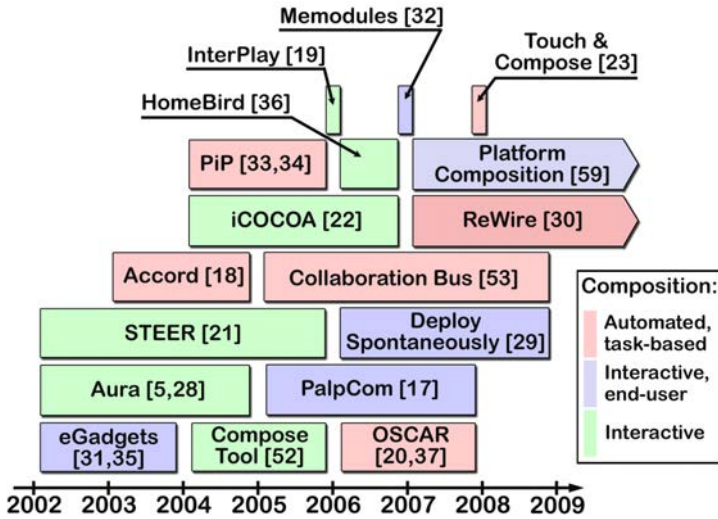 Memodules [32]
InterPlay [19]
Touch &
Compose [23]
HomeBird [36]
PiP [33,34]
Platform
Composition [59]
iCOCOA [22]
ReWire [30]
Accord [18]
Collaboration Bus [53]
STEER [21]
Deploy
Spontaneously [29]
Aura [5,28]
PalpCom [17]
eGadgets
[31,35]
Compose
Tool [52]
OSCAR
[20,37]
Composition:
Automated,
task-based
Interactive,
end-user
Interactive
2002 2003 2004 2005 2006 2007 2008 2009